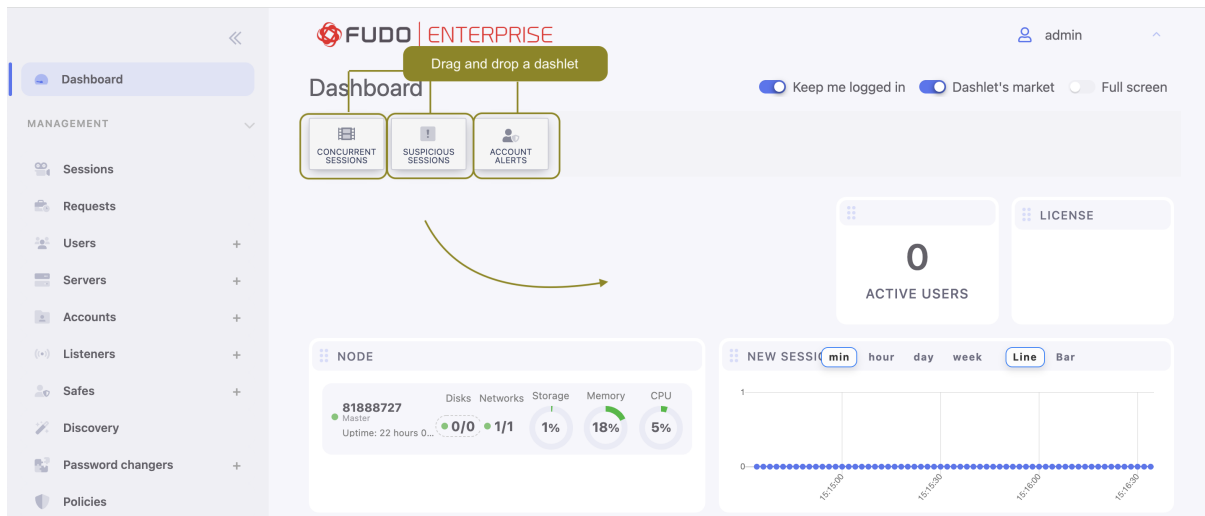 FUDO ENTERPRISE
admin
Drag and drop a dashlet
Dashboard
Dashboard
Keep me logged in
Dashlet's market
Full screen
MANAGEMENT
CONCURRENT
SESSIONS
SUSPICIOUS
SESSIONS
ACCOUNT
ALERTS
Sessions
Requests
Users +
Servers +
Accounts +
Listeners +
Safes +
Discovery
Password changers +
Policies
0
ACTIVE USERS
LICENSE
NODE
81888727
Master
Uptime: 22 hours 0...
Disks
0/0
Networks
1/1
Storage
1%
Memory
18%
CPU
5%
NEW SESSI
min hour day week
Line Bar
1
0
15:15:00
15:15:30
15:16:00
15:16:30